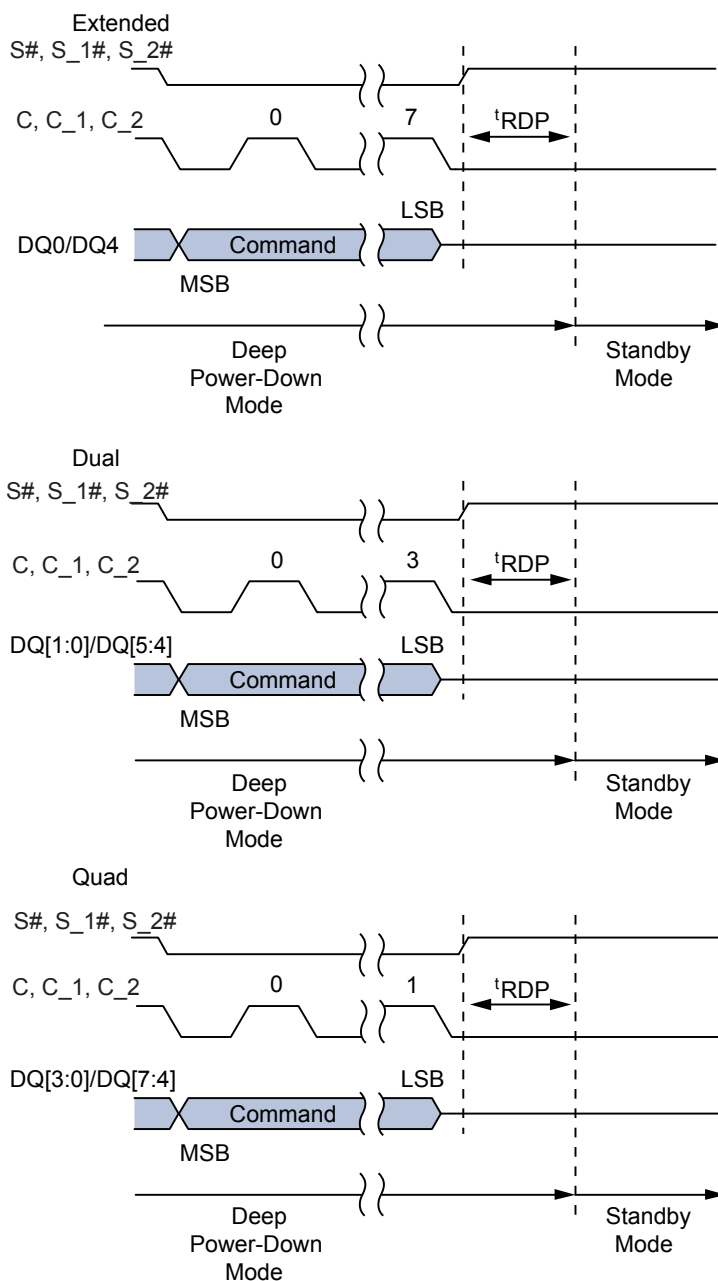 Extended
S#, S_1#, S_2#
C, C_1, C_2
0
7
tRDP
LSB
DQ0/DQ4
Command
MSB
Deep
Power-Down
Mode
Standby
Mode
Dual
S#, S_1#, S_2#
C, C_1, C_2
0
3
tRDP
DQ[1:0]/DQ[5:4]
LSB
Command
MSB
Deep
Power-Down
Mode
Standby
Mode
Quad
S#, S_1#, S_2#
C, C_1, C_2
0
1
tRDP
DQ[3:0]/DQ[7:4]
LSB
Command
MSB
Deep
Power-Down
Mode
Standby
Mode